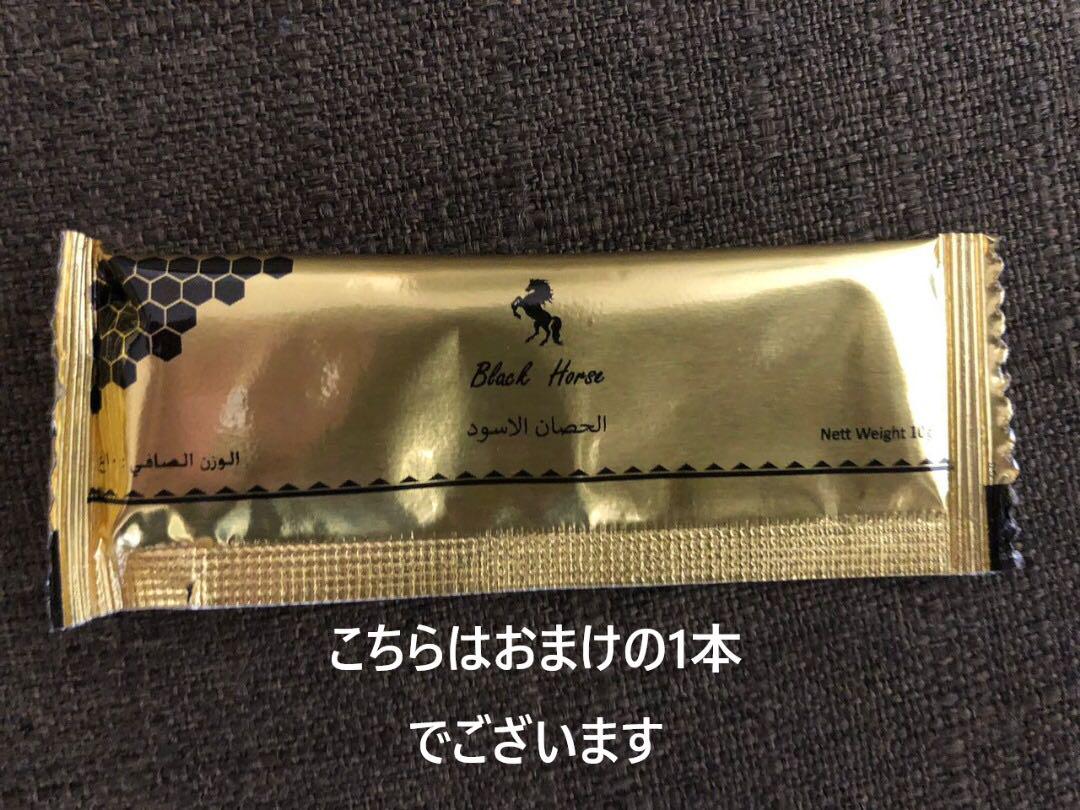 Black Horse
الحصان الاسود
Nett Weight
الوزن الصافي
こちらはおまけの1本
でございます